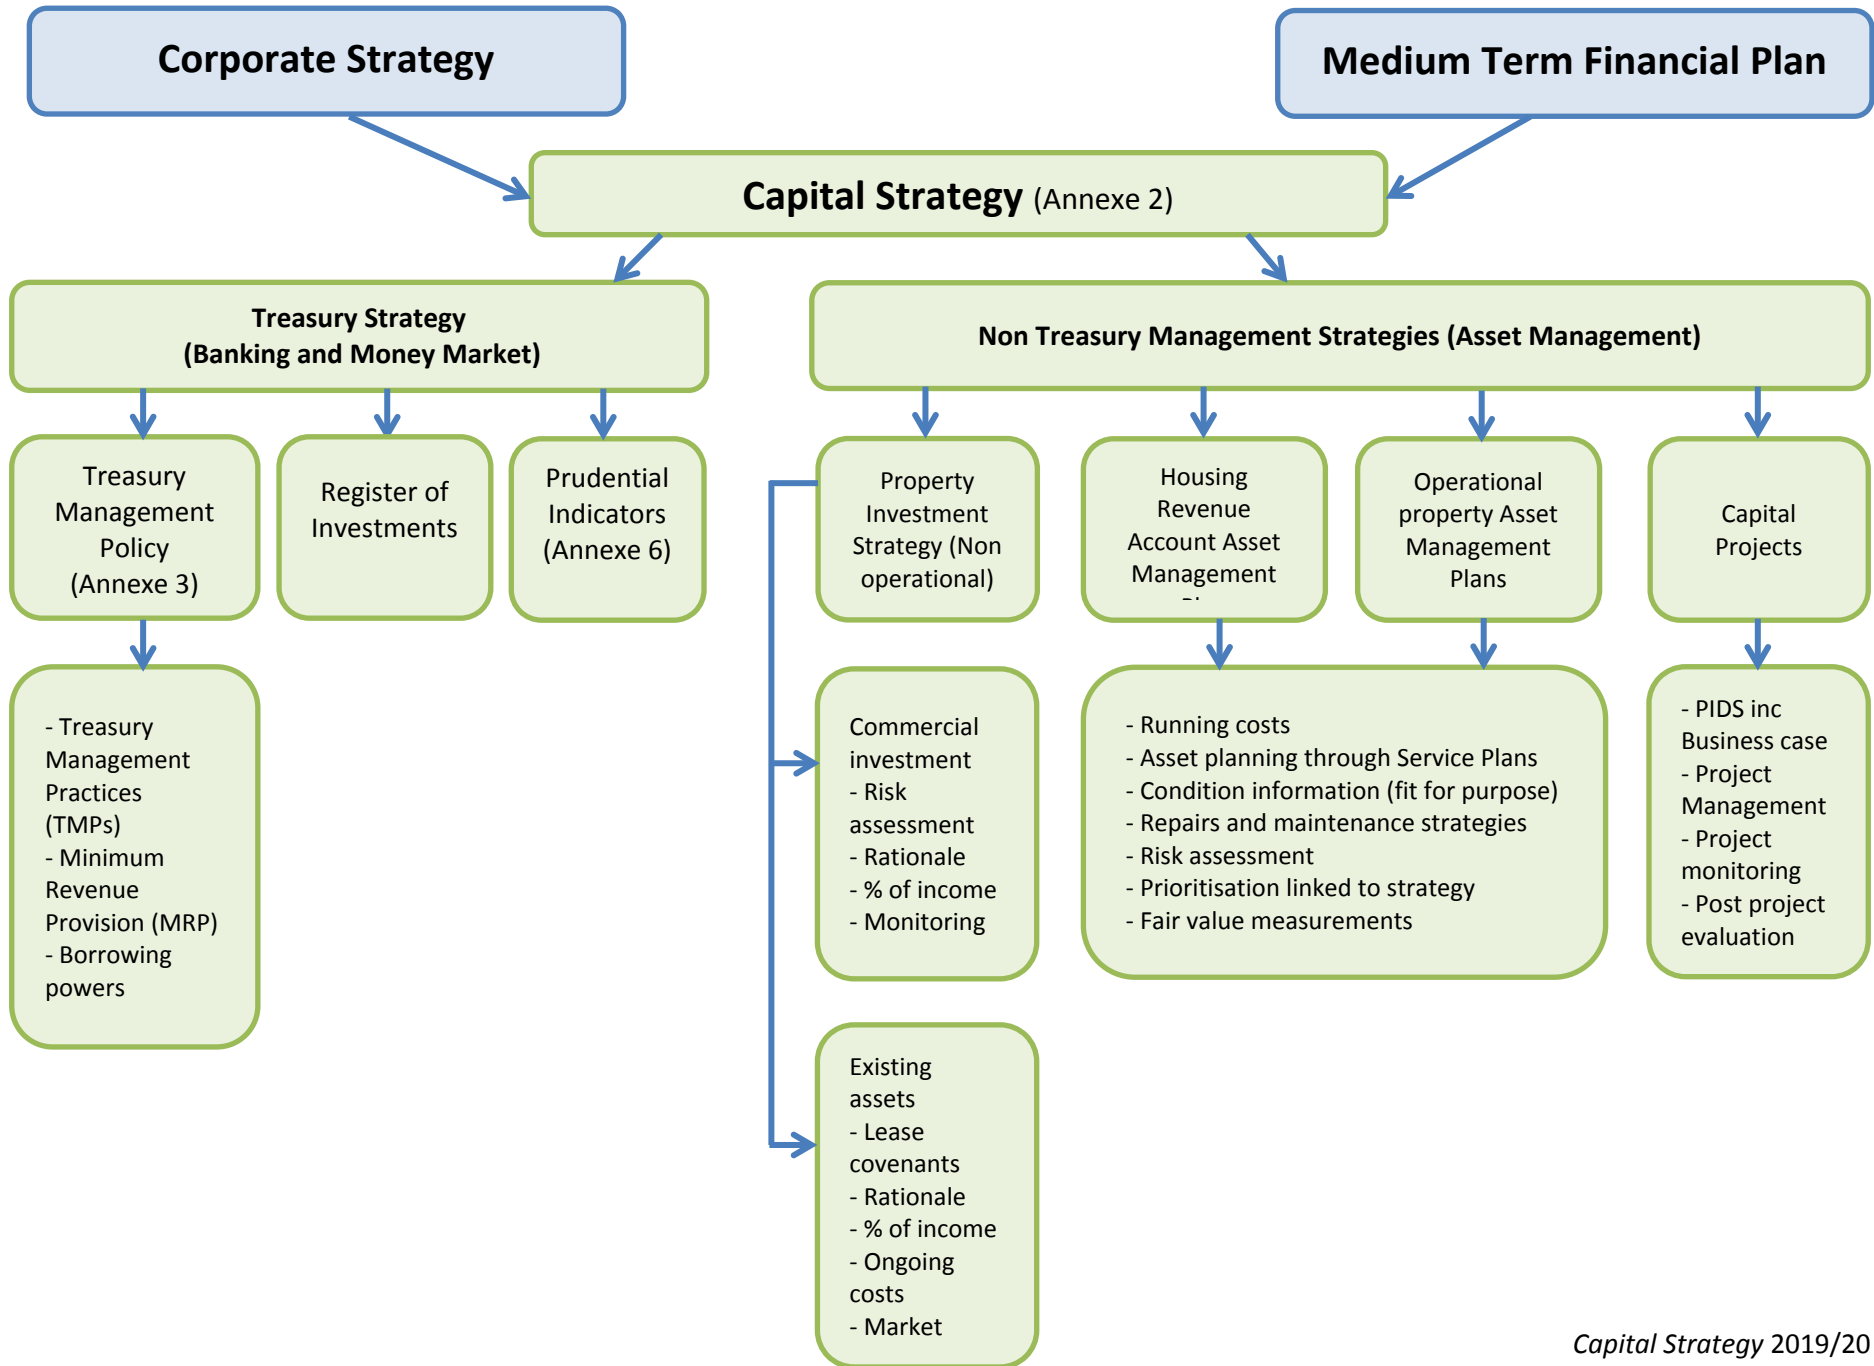 Corporate Strategy
Medium Term Financial Plan
Capital Strategy (Annexe 2)
Treasury Strategy
(Banking and Money Market)
Non Treasury Management Strategies (Asset Management)
Treasury
Management
Policy
(Annexe 3)
Register of
Investments
Prudential
Indicators
(Annexe 6)
Property
Investment
Strategy (Non
operational)
Housing
Revenue
Account Asset
Management
Operational
property Asset
Management
Plans
Capital
Projects
- Treasury
Management
Practices
(TMPs)
- Minimum
Revenue
Provision (MRP)
- Borrowing
powers
Commercial
investment
- Risk
assessment
- Rationale
- % of income
- Monitoring
- Running costs
- Asset planning through Service Plans
- Condition information (fit for purpose)
- Repairs and maintenance strategies
- Risk assessment
- Prioritisation linked to strategy
- Fair value measurements
- PIDS inc
Business case
- Project
Management
- Project
monitoring
- Post project
evaluation
Existing
assets
- Lease
covenants
- Rationale
- % of income
- Ongoing
costs
- Market
Capital Strategy 2019/20